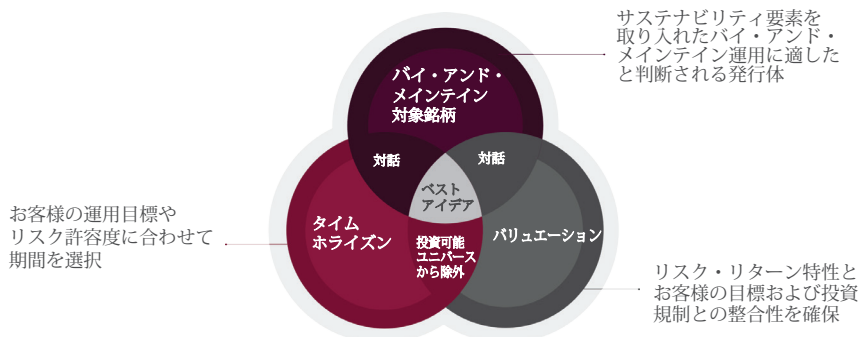 サステナビリティ要素を
取り入れたバイ・アンド・
メインテイン運用に適した
と判断される発行体
バイ・アンド・
メインテイン
対象銘柄
対話
対話
ベスト
アイデア
お客様の運用目標や
リスク許容度に合わせて
期間を選択
タイム
ホライズン
投資可能
ユニバース
から除外
バリュエーション
リスク・リターン特性と
お客様の目標および投資
規制との整合性を確保